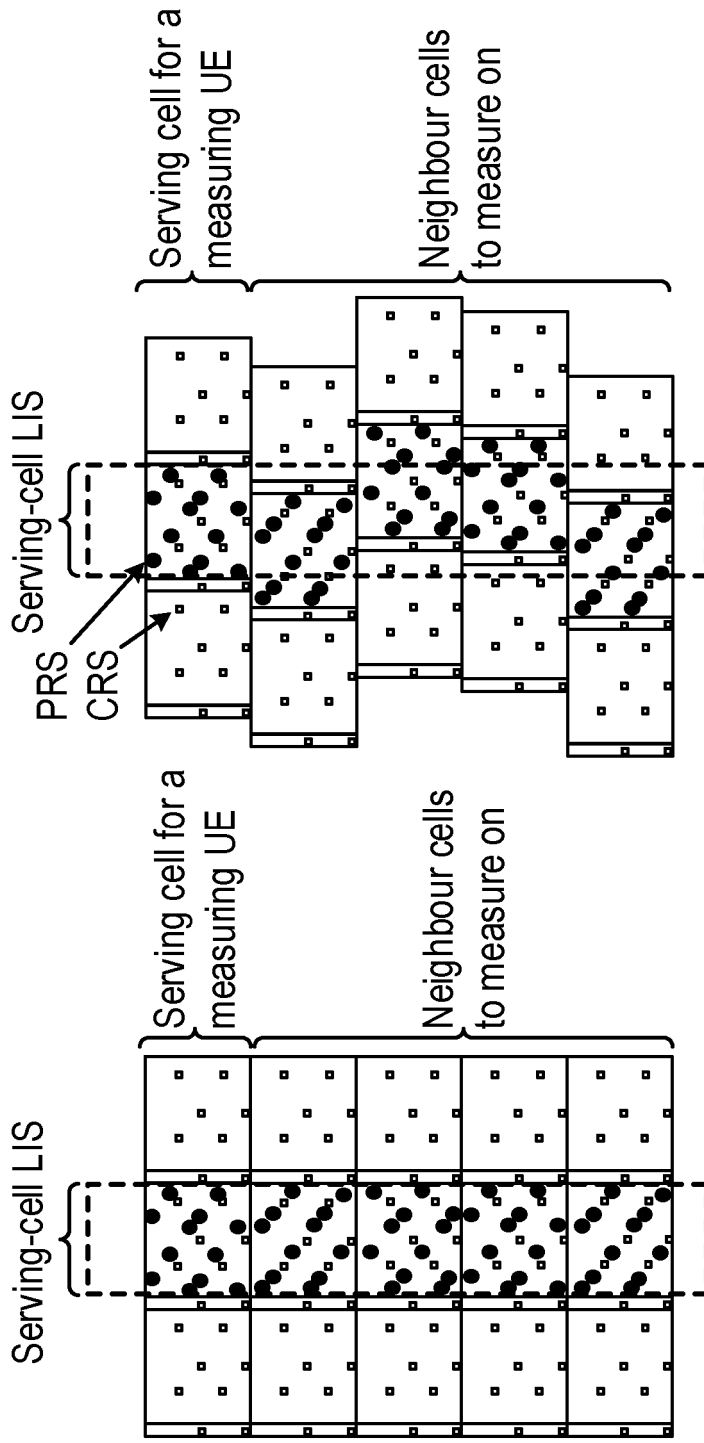 Serving-cell LIS
Serving cell for a
measuring UE
Neighbour cells
to measure on
PRS
CRS
Serving-cell LIS
Serving cell for a
measuring UE
Neighbour cells
to measure on